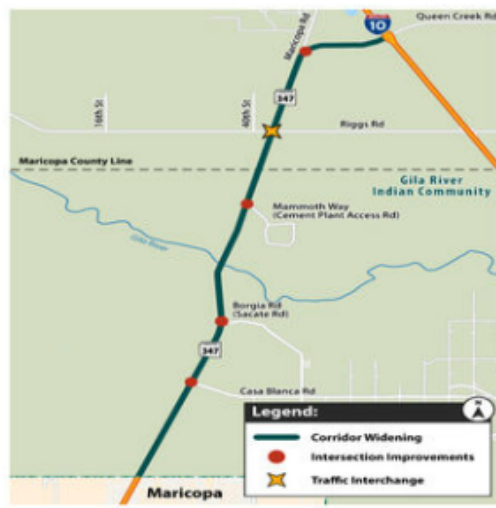 Queen Creek Rd
10
Maricopa Rd
347
16th St
40th St
Riggs Rd
Maricopa County Line
Gila River
Indian Community
Mammoth Way
(Cement Plant Access Rd)
Gila River
Borgia Rd
(Sacate Rd)
347
Casa Blanca Rd
Legend:
N
Corridor Widening
Intersection Improvements
Traffic Interchange
Maricopa